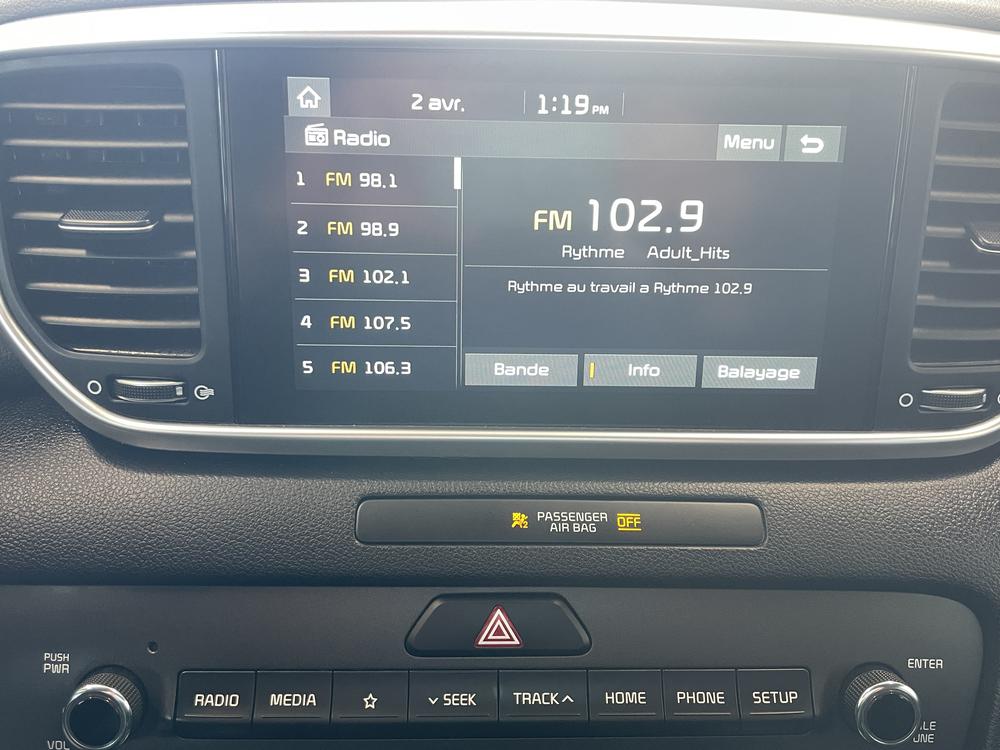 2 avr. 1:19 PM
Radio Menu
1 FM 98.1
2 FM 98.9
3 FM 102.1
4 FM 107.5
5 FM 106.3
FM 102.9
Rythme Adult_Hits
Rythme au travail a Rythme 102.9
Bande Info Balayage
PASSENGER
AIR BAG OFF
PUSH
PWR
VOL
RADIO MEDIA SEEK TRACK HOME PHONE SETUP
ENTER